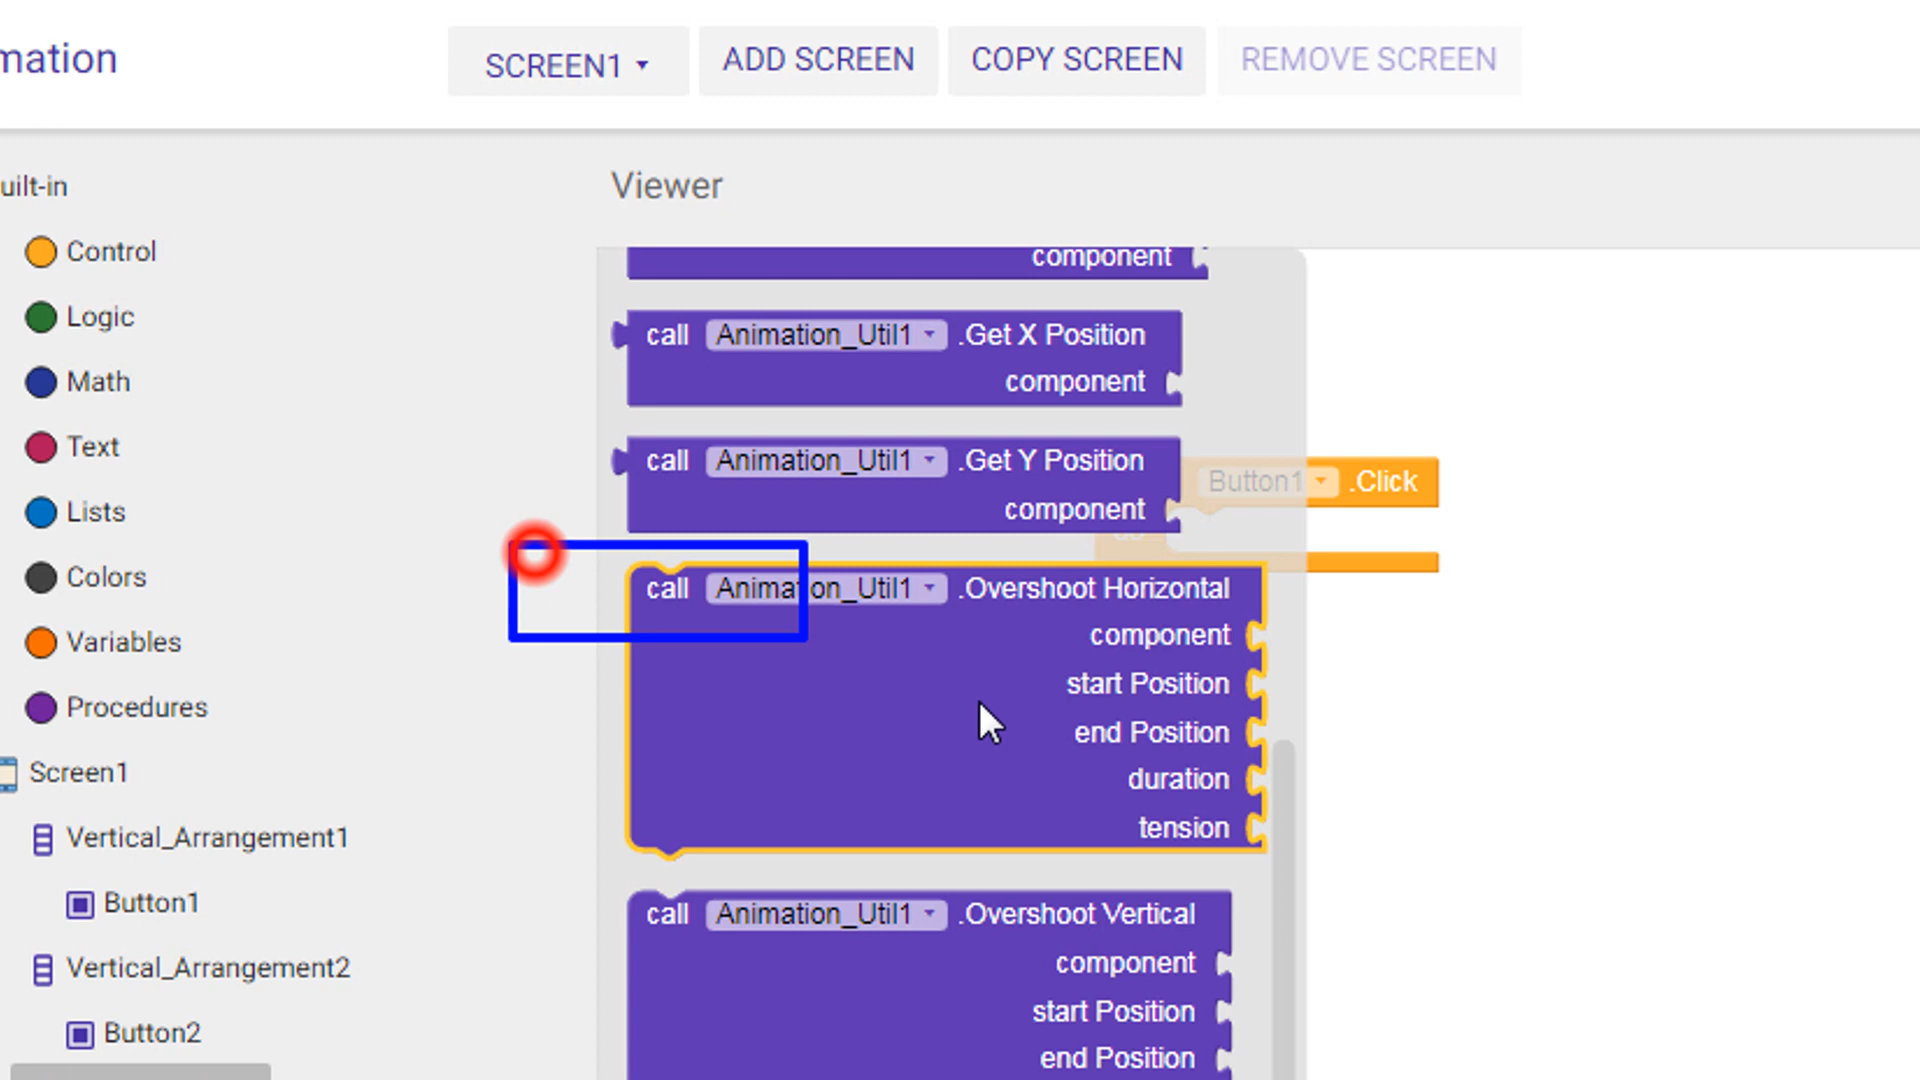 mation
SCREEN1
ADD SCREEN
COPY SCREEN
REMOVE SCREEN
uilt-in
Control
Logic
Math
Text
Lists
Colors
Variables
Procedures
Screen1
Vertical_Arrangement1
Button1
Vertical_Arrangement2
Button2
Viewer
component
call Animation_Util1 .Get X Position
component
call Animation_Util1 .Get Y Position
component
Button1 .Click
do
call Animation_Util1 .Overshoot Horizontal
component
start Position
end Position
duration
tension
call Animation_Util1 .Overshoot Vertical
component
start Position
end Position